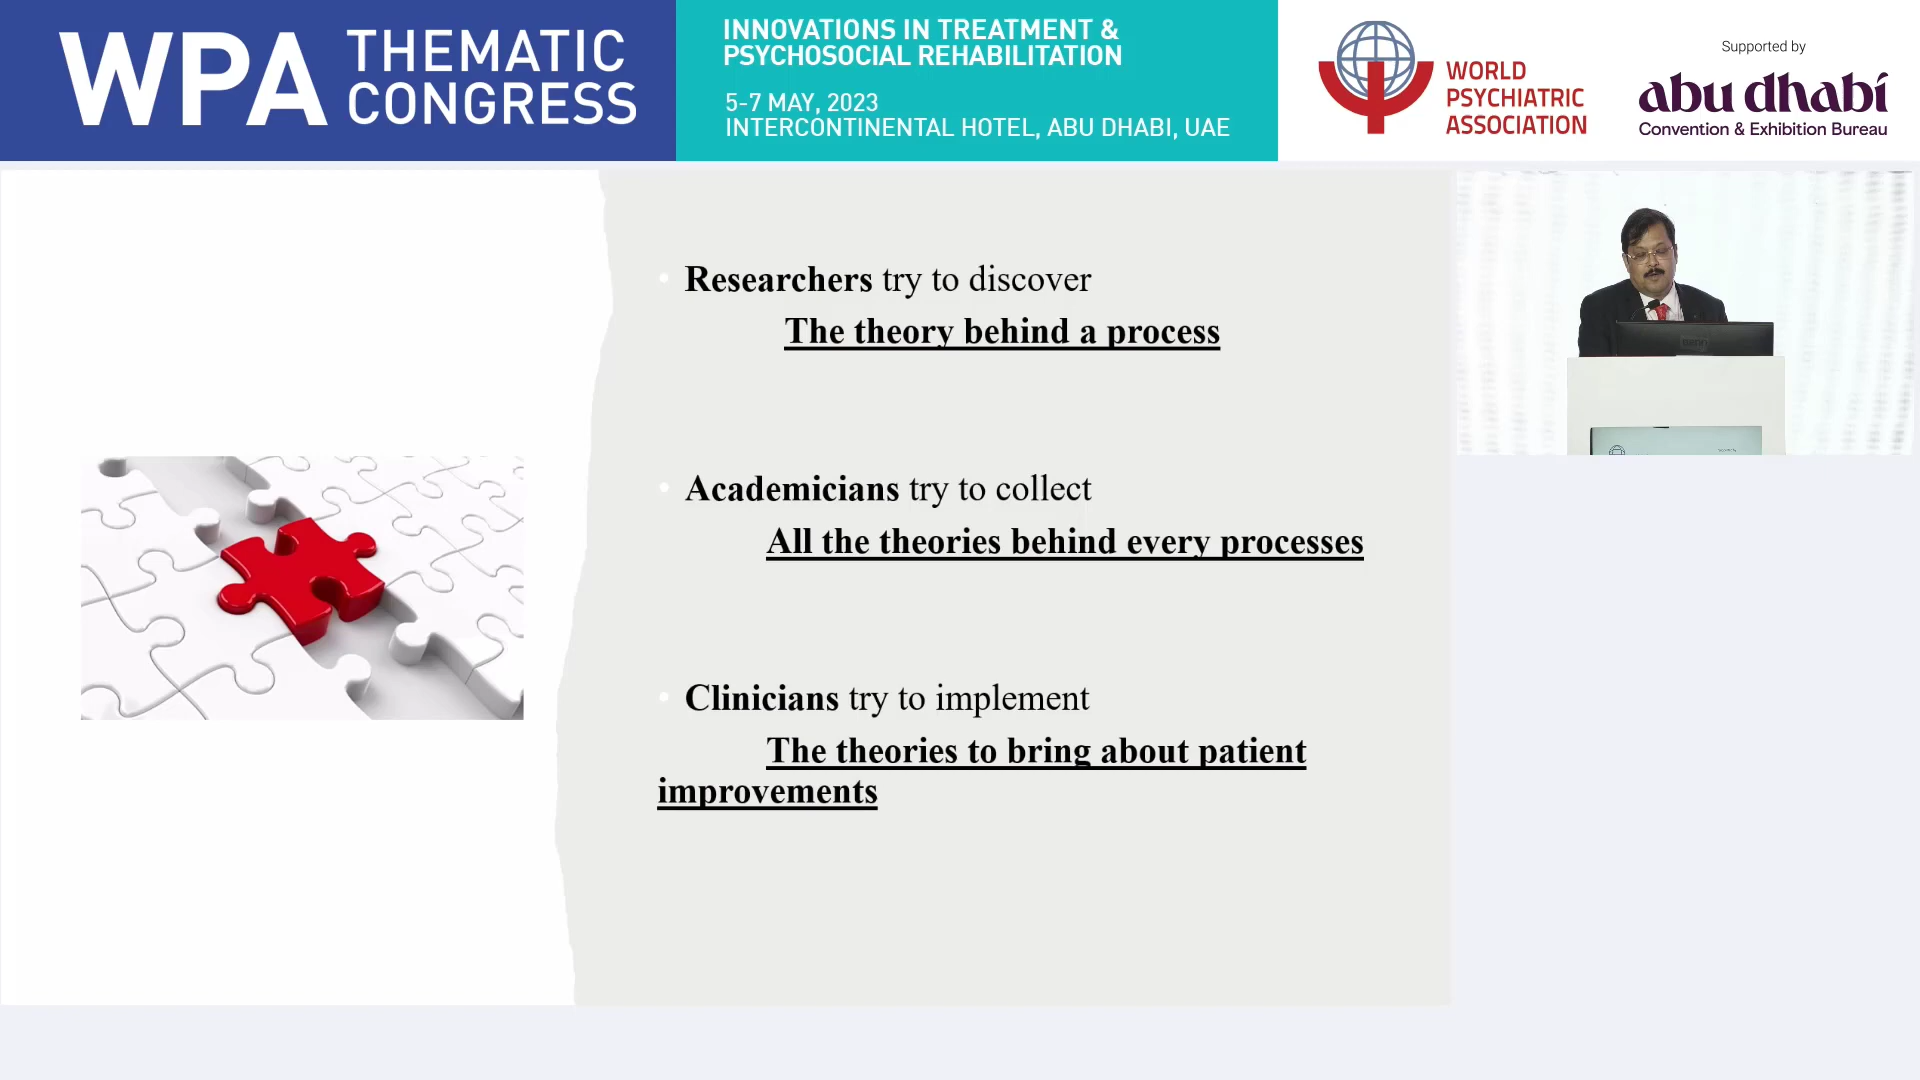 WPA THEMATIC
CONGRESS
INNOVATIONS IN TREATMENT &
PSYCHOSOCIAL REHABILITATION
5-7 MAY, 2023
INTERCONTINENTAL HOTEL, ABU DHABI, UAE
WORLD
PSYCHIATRIC
ASSOCIATION
Supported by
abu dhabi
Convention & Exhibition Bureau
• Researchers try to discover
The theory behind a process
• Academicians try to collect
All the theories behind every processes
• Clinicians try to implement
The theories to bring about patient
improvements